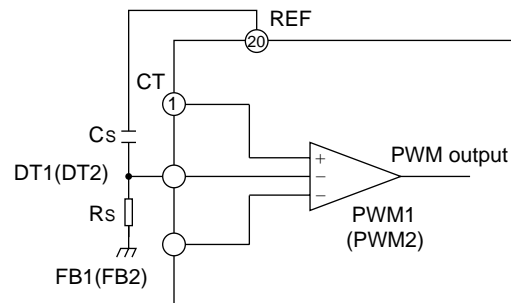 REF
20
CT
1
Cs
PWM output
DT1(DT2)
+
−
−
Rs
PWM1
(PWM2)
FB1(FB2)